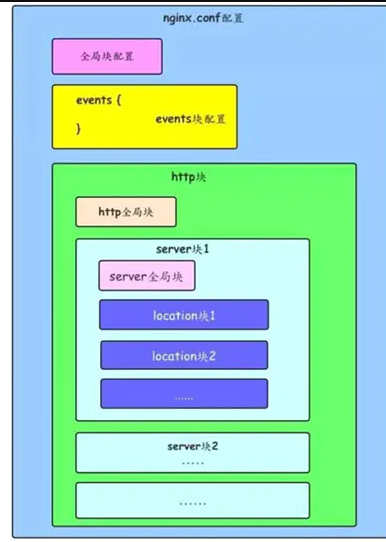 nginx.conf配置
全局块配置
events {
events块配置
}
http块
http全局块
server块1
server全局块
location块1
location块2
......
server块2
.....
......